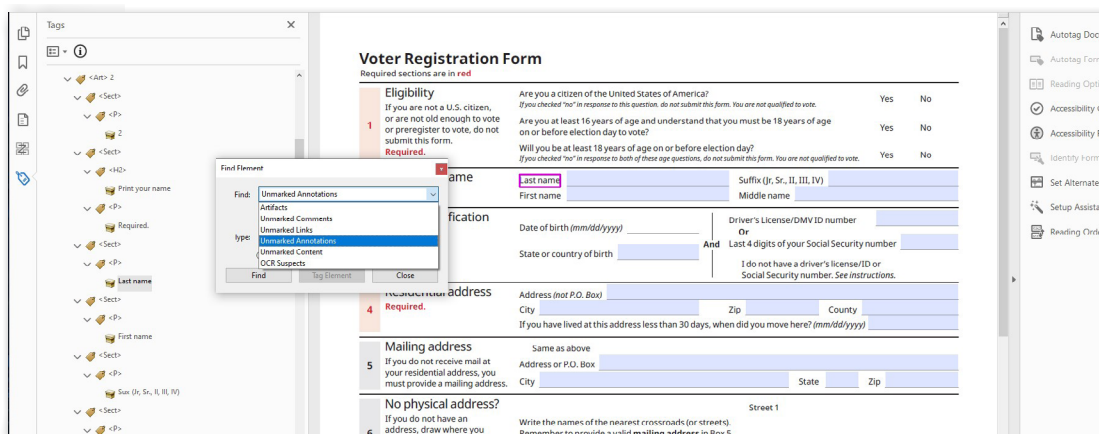 Tags
<Art> 2
<Sect>
<P>
2
<Sect>
<H2>
Print your name
<P>
Required.
<Sect>
<P>
Last name
<Sect>
<P>
First name
<Sect>
<P>
Sux (Jr, Sr., II, III, IV)
<Sect>
<P>
Find Element
Find: Unmarked Annotations
Artifacts
Unmarked Comments
Unmarked Links
Type: Unmarked Annotations
Unmarked Content
OCR Suspects
Find Tag Element Close
Voter Registration Form
Required sections are in red
1
Eligibility
If you are not a U.S. citizen,
or are not old enough to vote
or preregister to vote, do not
submit this form.
Required.
Are you a citizen of the United States of America?
If you checked "no" in response to this question, do not submit this form. You are not qualified to vote.
Yes No
Are you at least 16 years of age and understand that you must be 18 years of age
on or before election day to vote?
Yes No
Will you be at least 18 years of age on or before election day?
If you checked "no" in response to both of these age questions, do not submit this form. You are not qualified to vote.
Yes No
Last name Suffix (Jr, Sr., II, III, IV)
First name Middle name
Date of birth (mm/dd/yyyy)
State or country of birth
And
Driver's License/DMV ID number
Or
Last 4 digits of your Social Security number
I do not have a driver's license/ID or
Social Security number. See instructions.
4
Residential address
Required.
Address (not P.O. Box)
City Zip County
If you have lived at this address less than 30 days, when did you move here? (mm/dd/yyyy)
5
Mailing address
If you do not receive mail at
your residential address, you
must provide a mailing address.
Same as above
Address or P.O. Box
City State Zip
6
No physical address?
If you do not have an
address, draw where you
Street 1
Write the names of the nearest crossroads (or streets).
Remember to provide a valid mailing address in Box 5.
Autotag Doc
Autotag Form
Reading Opti
Accessibility
Accessibility
Identify Form
Set Alternate
Setup Assista
Reading Orde